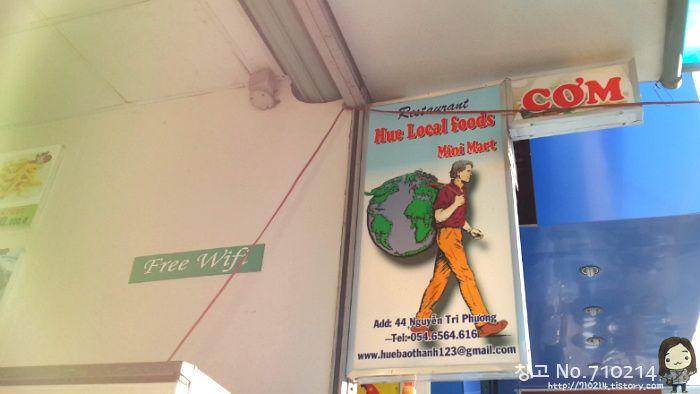 Restaurant
Hue Local foods
Mini Mart
CƠM
Free Wifi
Add: 44 Nguyễn Tri Phương
Tel: 054.6564.616
www.huebaothanh123@gmail.com
창고 No.710214
http://710214.tistory.com